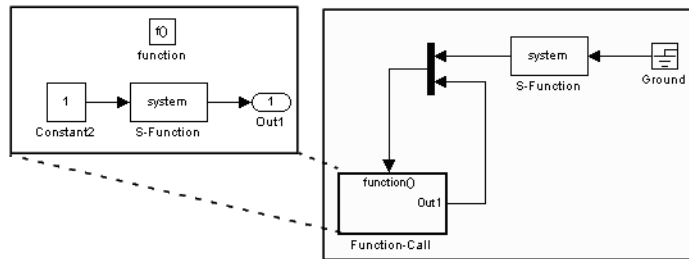 f()
function
1
Constant2
system
S-Function
1
Out1
system
S-Function
Ground
function()
Out1
Function-Call